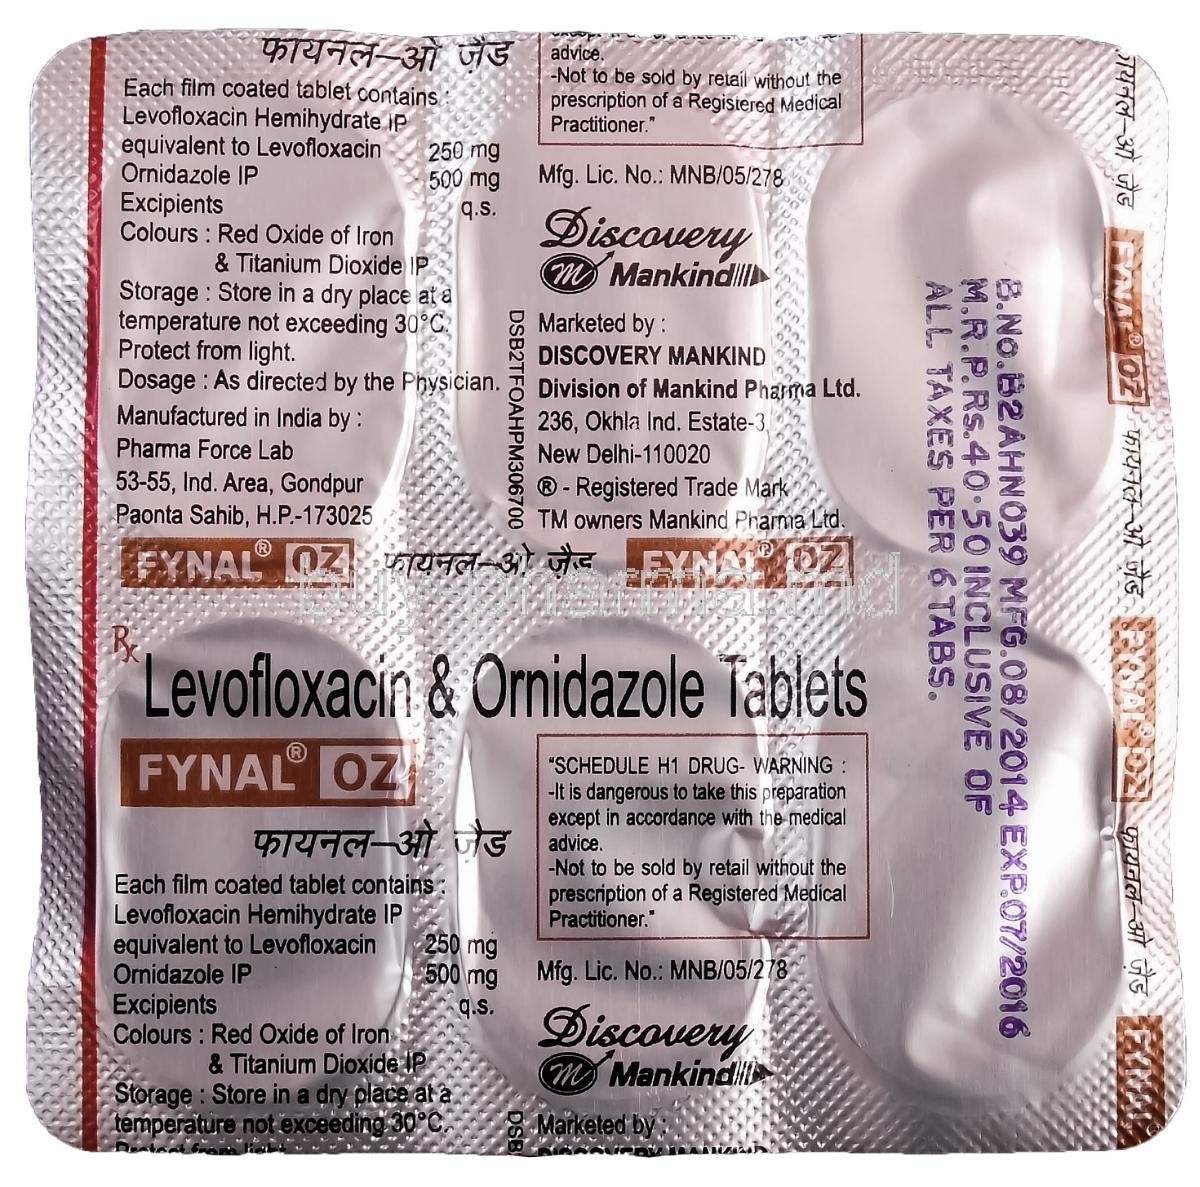 फायनल-ओ ज़ैड
Each film coated tablet contains :
Levofloxacin Hemihydrate IP
equivalent to Levofloxacin 250 mg
Ornidazole IP 500 mg
Excipients q.s.
Colours : Red Oxide of Iron
& Titanium Dioxide IP
Storage : Store in a dry place at a
temperature not exceeding 30°C.
Protect from light.
Dosage : As directed by the Physician.
Manufactured in India by :
Pharma Force Lab
53-55, Ind. Area, Gondpur
Paonta Sahib, H.P.-173025
advice.
-Not to be sold by retail without the
prescription of a Registered Medical
Practitioner."
Mfg. Lic. No.: MNB/05/278
Discovery
m Mankind
Marketed by :
DISCOVERY MANKIND
Division of Mankind Pharma Ltd.
236, Okhla Ind. Estate-3,
New Delhi-110020
® - Registered Trade Mark
TM owners Mankind Pharma Ltd.
DSB2TFOAHPM306700
FYNAL® OZ फायनल-ओ ज़ैड FYNAL® OZ
buy-pharma.md
Rx
Levofloxacin & Ornidazole Tablets
FYNAL® OZ
फायनल-ओ ज़ैड
Each film coated tablet contains :
Levofloxacin Hemihydrate IP
equivalent to Levofloxacin 250 mg
Ornidazole IP 500 mg
Excipients q.s.
Colours : Red Oxide of Iron
& Titanium Dioxide IP
Storage : Store in a dry place at a
temperature not exceeding 30°C.
Protect from light.
"SCHEDULE H1 DRUG- WARNING :
-It is dangerous to take this preparation
except in accordance with the medical
advice.
-Not to be sold by retail without the
prescription of a Registered Medical
Practitioner."
Mfg. Lic. No.: MNB/05/278
Discovery
m Mankind
DSB
Marketed by :
DISCOVERY MANKIND
B.No.B2AHN039 MFG.08/2014 EXP.07/2016
M.R.P.Rs.40.50 INCLUSIVE OF
ALL TAXES PER 6 TABS.
फायनल-ओ ज़ैड
FYNAL® OZ
फायनल-ओ ज़ैड
FYNAL® OZ
फायनल-ओ ज़ैड
FYNAL®